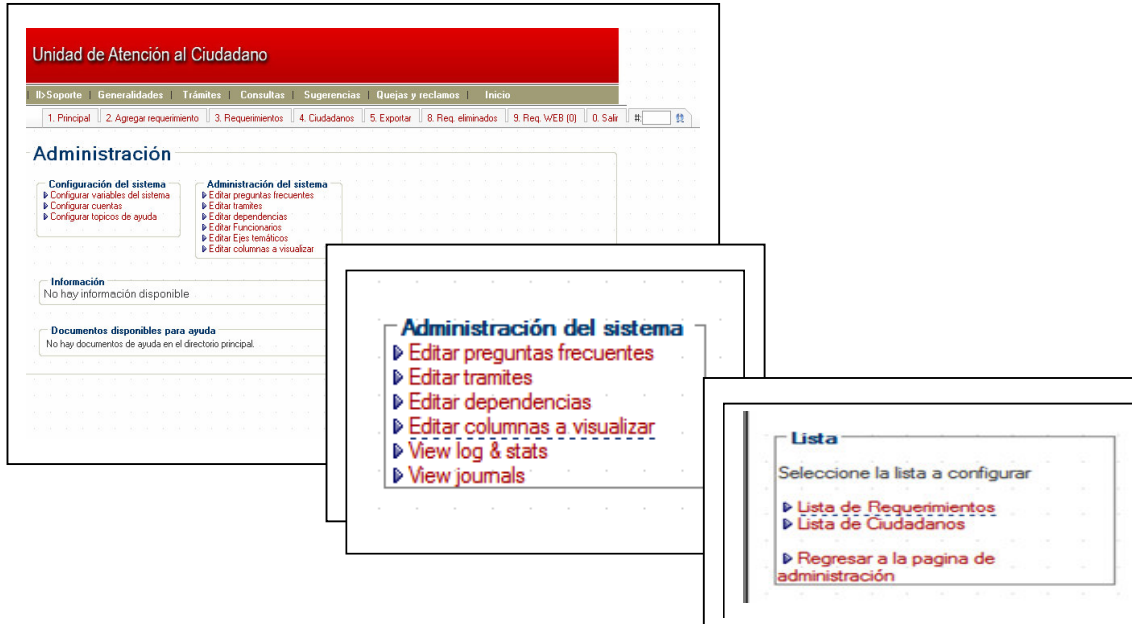 Unidad de Atención al Ciudadano
II>Soporte | Generalidades | Trámites | Consultas | Sugerencias | Quejas y reclamos | Inicio
1. Principal 2. Agregar requerimiento 3. Requerimientos 4. Ciudadanos 5. Exportar 8. Req. eliminados 9. Req. WEB (0) 0. Salir #:
Administración
Configuración del sistema
Configurar variables del sistema
Configurar cuentas
Configurar topicos de ayuda
Administración del sistema
Editar preguntas frecuentes
Editar tramites
Editar dependencias
Editar Funcionarios
Editar Ejes temáticos
Editar columnas a visualizar
Información
No hay información disponible
Documentos disponibles para ayuda
No hay documentos de ayuda en el directorio principal.
Administración del sistema
Editar preguntas frecuentes
Editar tramites
Editar dependencias
Editar columnas a visualizar
View log & stats
View journals
Lista
Seleccione la lista a configurar
Lista de Requerimientos
Lista de Ciudadanos
Regresar a la pagina de
administración